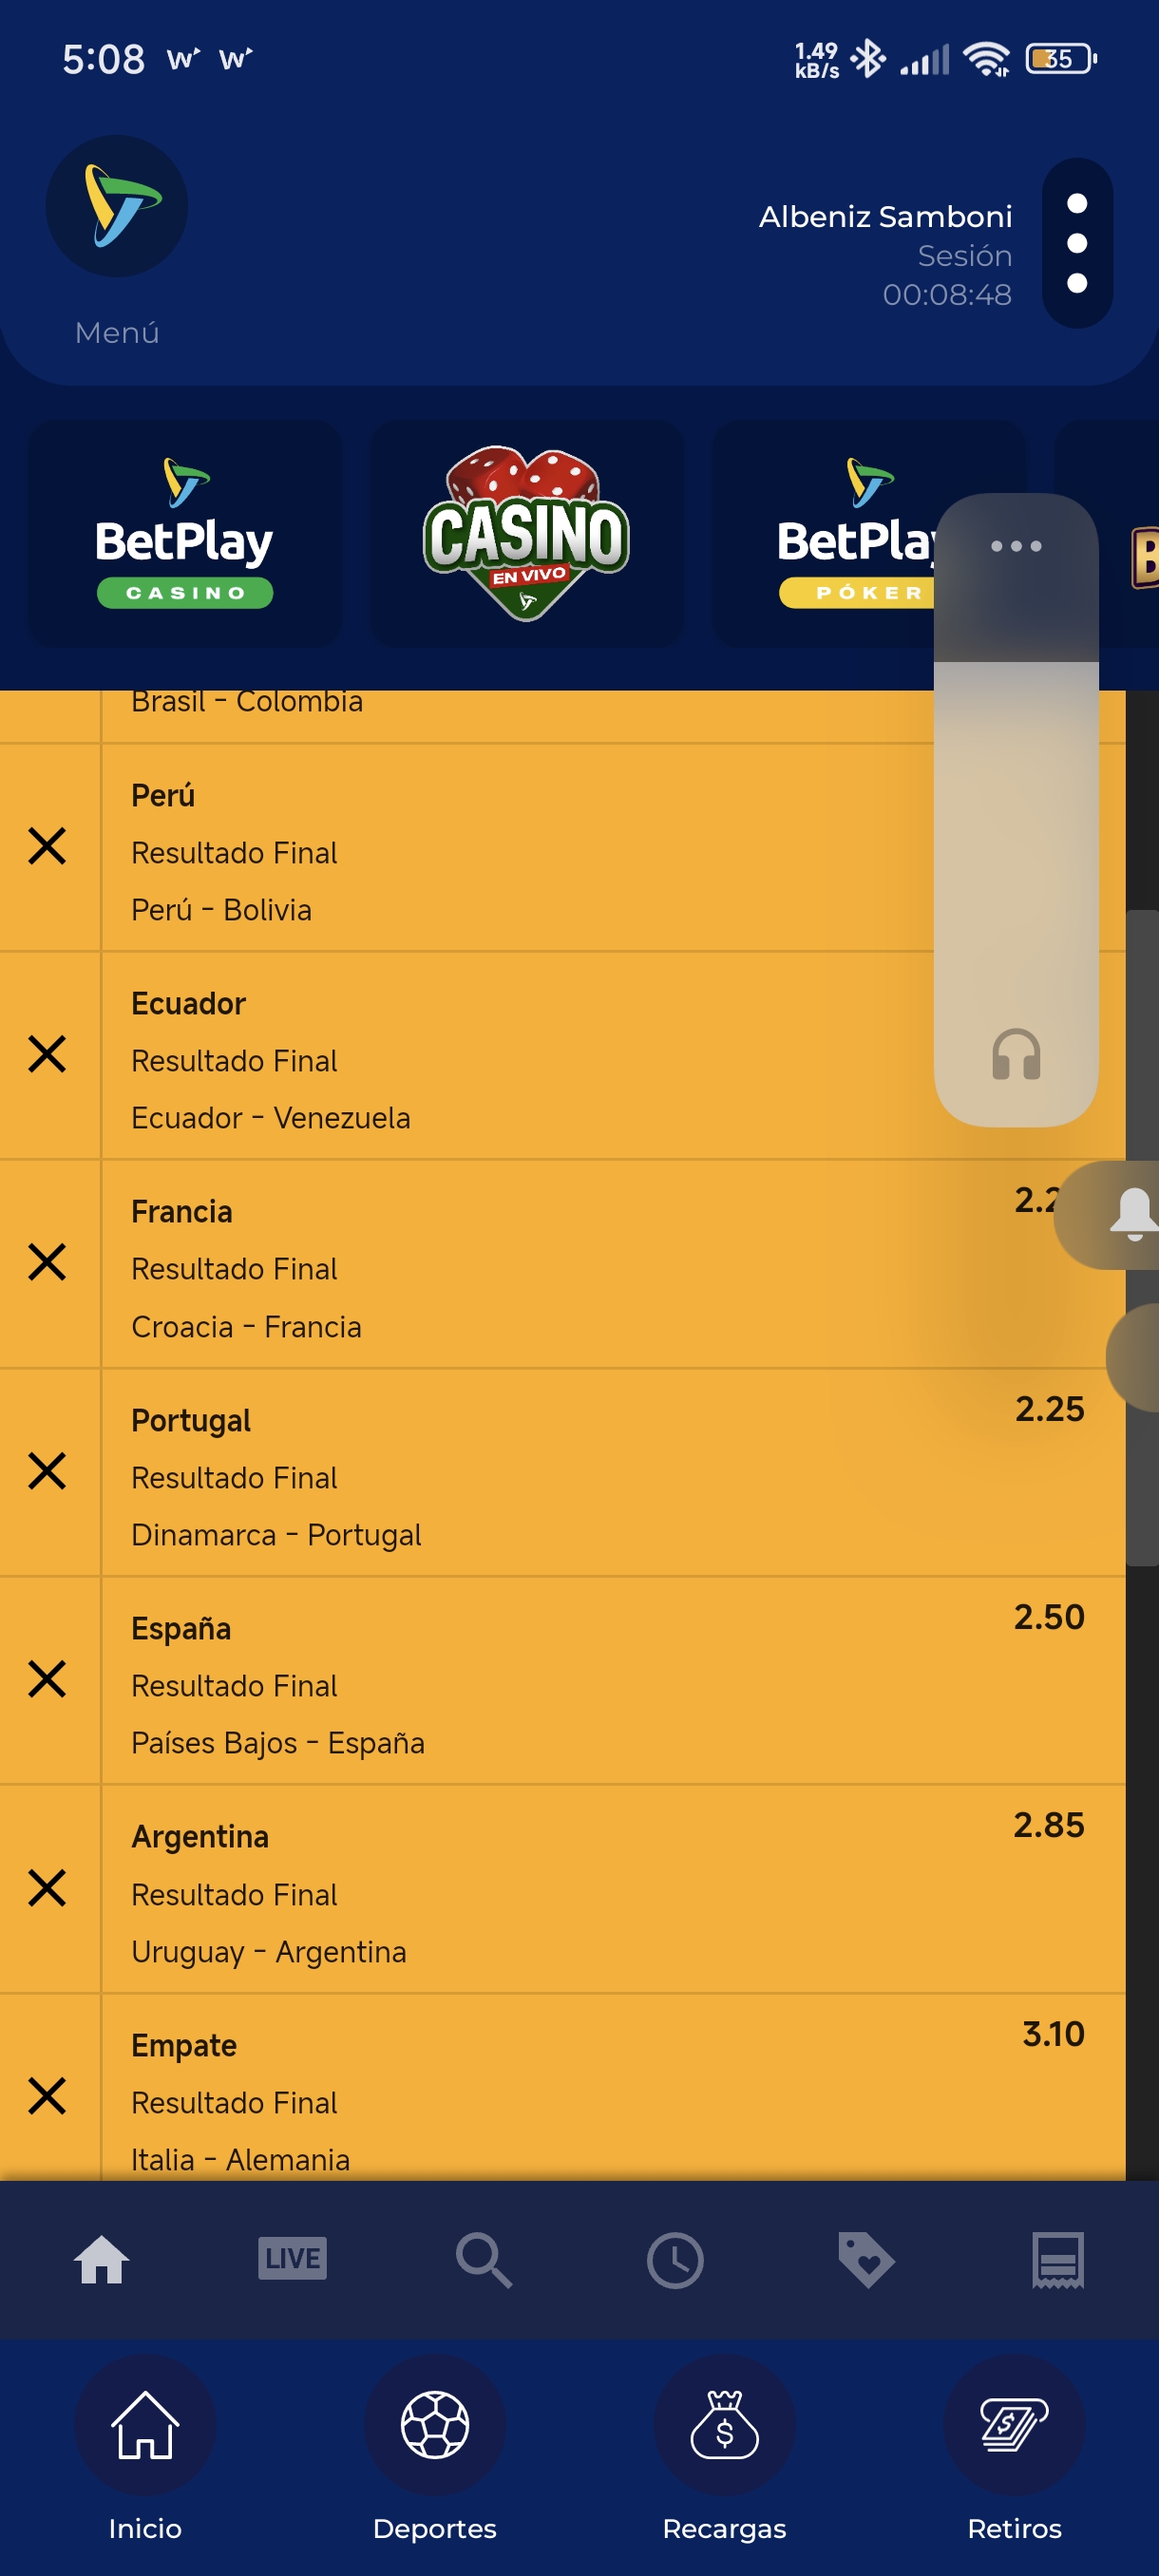 5:08
1.49
kB/s
35
Albeniz Samboni
Sesión
00:08:48
Menú
BetPlay
CASINO
CASINO
EN VIVO
BetPlay
PÓKER
B
Brasil - Colombia
Perú
Resultado Final
Perú - Bolivia
Ecuador
Resultado Final
Ecuador - Venezuela
Francia
2.2
Resultado Final
Croacia - Francia
Portugal
2.25
Resultado Final
Dinamarca - Portugal
España
2.50
Resultado Final
Países Bajos - España
Argentina
2.85
Resultado Final
Uruguay - Argentina
Empate
3.10
Resultado Final
Italia - Alemania
LIVE
Inicio
Deportes
Recargas
Retiros